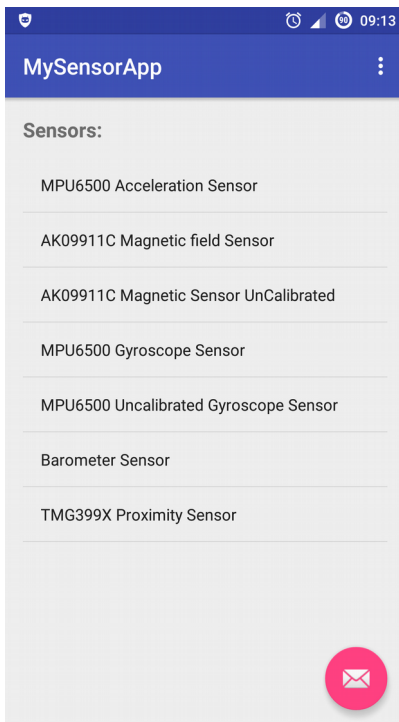 90 09:13
MySensorApp
Sensors:
MPU6500 Acceleration Sensor
AK09911C Magnetic field Sensor
AK09911C Magnetic Sensor UnCalibrated
MPU6500 Gyroscope Sensor
MPU6500 Uncalibrated Gyroscope Sensor
Barometer Sensor
TMG399X Proximity Sensor